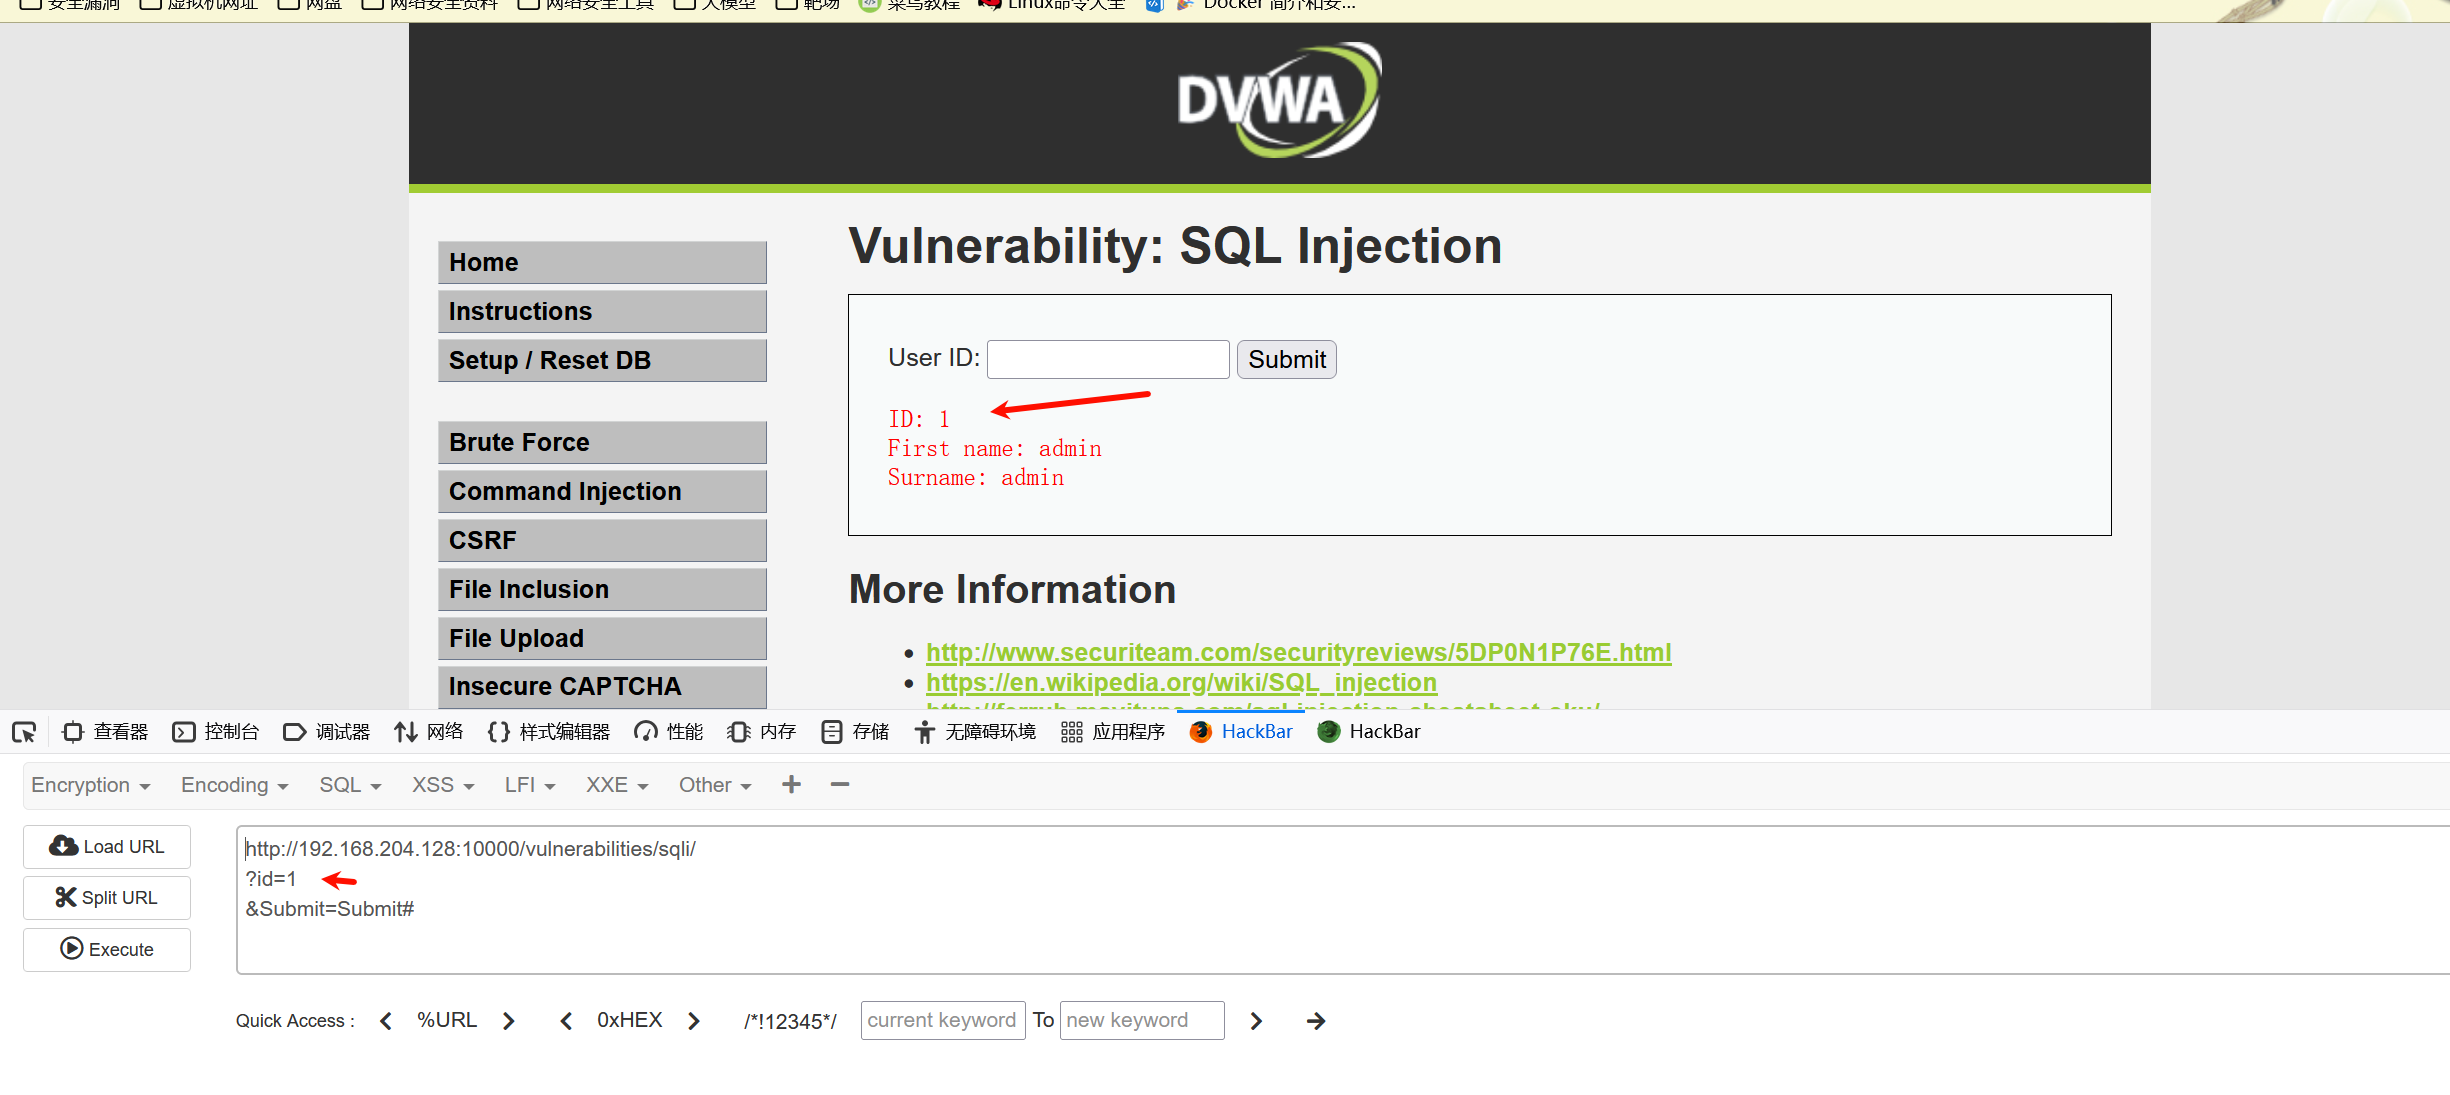 安全漏洞 虚拟机网址 网盘 网络安全资料 网络安全工具 大模型 靶场 菜鸟教程 Linux命令大全 Docker 简介和安...
DVWA
Vulnerability: SQL Injection
Home
Instructions
Setup / Reset DB
Brute Force
Command Injection
CSRF
File Inclusion
File Upload
Insecure CAPTCHA
User ID: Submit
ID: 1
First name: admin
Surname: admin
More Information
http://www.securiteam.com/securityreviews/5DP0N1P76E.html
https://en.wikipedia.org/wiki/SQL_injection
http://ferruh.mavituna.com/sql-injection-cheatsheet-oku/
查看器 控制台 调试器 网络 样式编辑器 性能 内存 存储 无障碍环境 应用程序 HackBar HackBar
Encryption Encoding SQL XSS LFI XXE Other
Load URL
Split URL
Execute
http://192.168.204.128:10000/vulnerabilities/sqli/
?id=1
&Submit=Submit#
Quick Access : %URL 0xHEX /*!12345*/ current keyword To new keyword